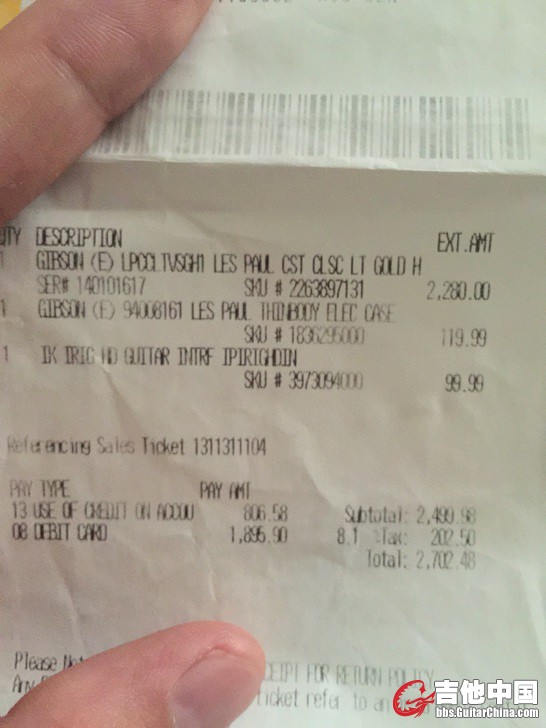 QTY DESCRIPTION EXT.AMT
1 GIBSON (E) LPCCLTVSGH1 LES PAUL CST CLSC LT GOLD H
SER# 140101617 SKU # 2263897131 2,280.00
1 GIBSON (E) 94008161 LES PAUL THINBODY ELEC CASE
SKU # 1836295000 119.99
1 IK IRIG HD GUITAR INTRF IPIRIGHDIN
SKU # 3973094000 99.99
Referencing Sales Ticket 1311311104
PAY TYPE PAY AMT
13 USE OF CREDIT ON ACCOU 806.58 Subtotal: 2,499.98
08 DEBIT CARD 1,895.90 8.1 Tax: 202.50
Total: 2,702.48
Please
FOR RETURN POLICY
ticket refer to an
吉他中国
bbs.GuitarChina.com